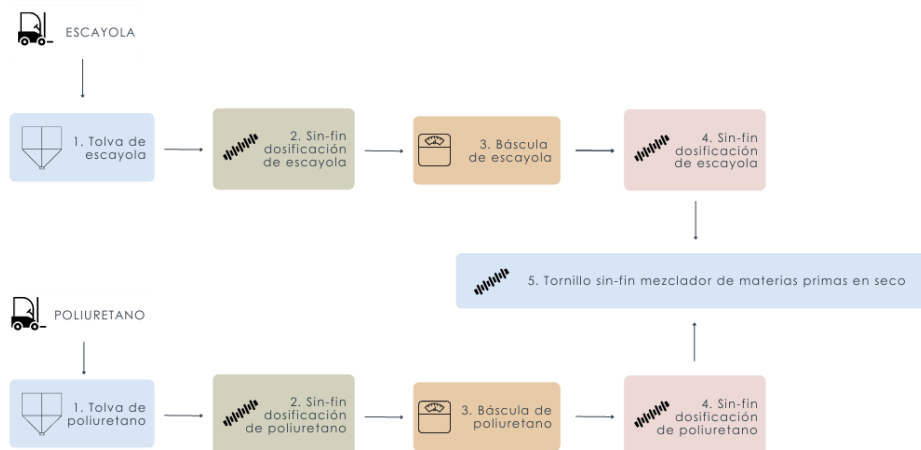 ESCAYOLA
1. Tolva de
escayola
2. Sin-fin
dosificación
de escayola
3. Báscula
de escayola
4. Sin-fin
dosificación
de escayola
5. Tornillo sin-fin mezclador de materias primas en seco
POLIURETANO
1. Tolva de
poliuretano
2. Sin-fin
dosificación
de poliuretano
3. Báscula de
poliuretano
4. Sin-fin
dosificación
de poliuretano